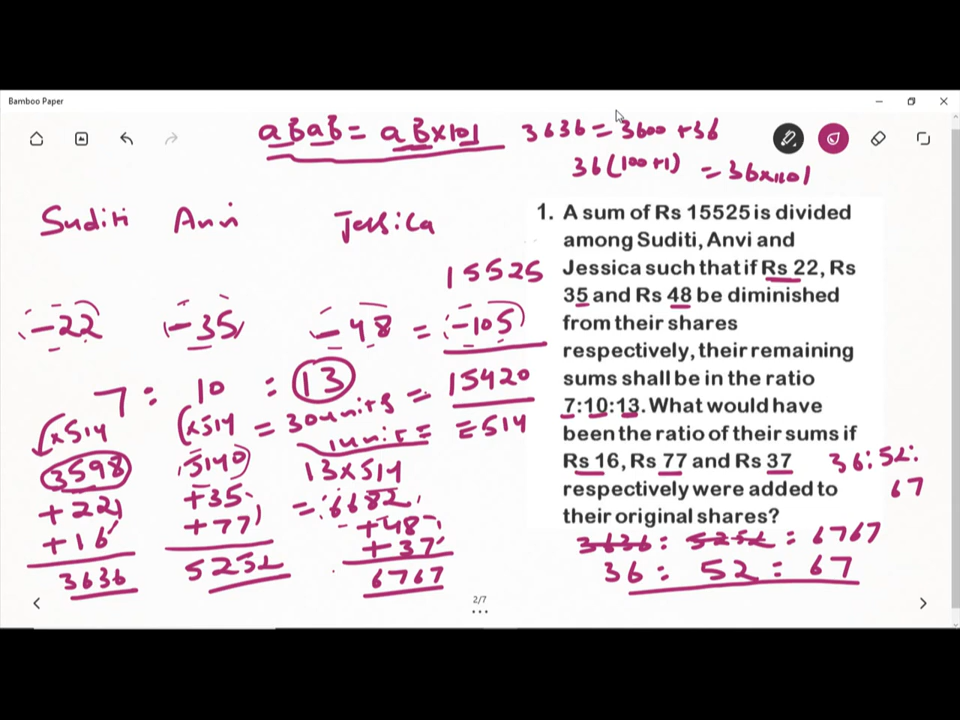 Bamboo Paper
aBaB = aB×101
3636 = 3600 + 36
36(100+1) = 36×101
Suditi Anvi Jessica
15525
-22 -35 -48 = -105
7 : 10 : 13
15420
×514 ×514 = 30 units =
1 unit = = 514
3598 5140 13×514
+22 +35 = 6682
+16 +77 +48
+37
3636 5252 6767
1. A sum of Rs 15525 is divided
among Suditi, Anvi and
Jessica such that if Rs 22, Rs
35 and Rs 48 be diminished
from their shares
respectively, their remaining
sums shall be in the ratio
7:10:13. What would have
been the ratio of their sums if
Rs 16, Rs 77 and Rs 37
respectively were added to
their original shares?
36 : 52 :
67
3636 : 5252 : 6767
36 : 52 : 67
2/7